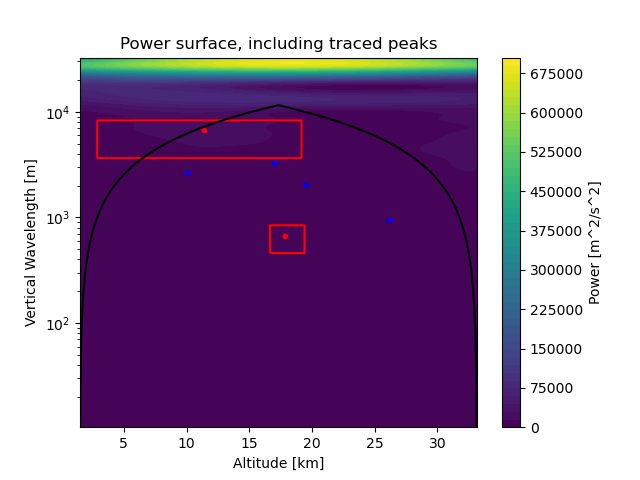 Power surface, including traced peaks
Vertical Wavelength [m]
10^4
10^3
10^2
5 10 15 20 25 30
Altitude [km]
675000
600000
525000
450000
375000
300000
225000
150000
75000
0
Power [m^2/s^2]